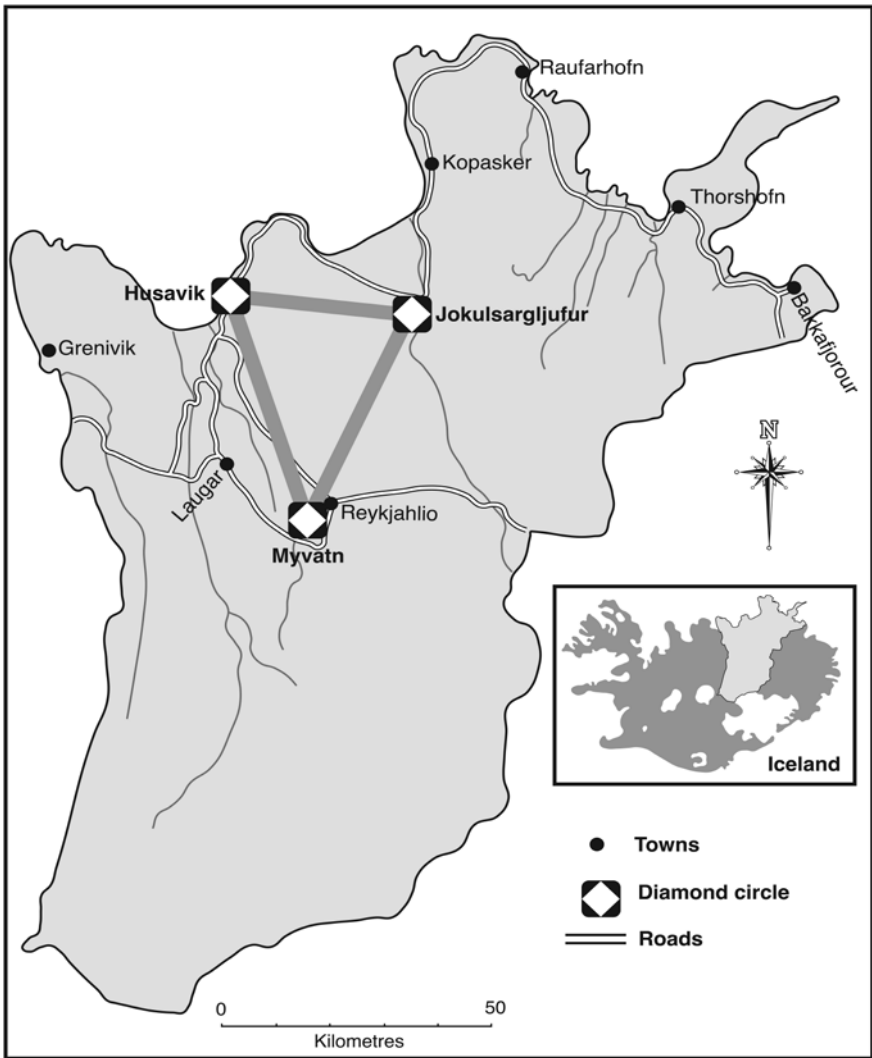 Raufarhofn
Kopasker
Thorshofn
Husavik
Jokulsargljufur
Bakkafjorour
Grenivik
N
Laugar
Reykjahlio
Myvatn
Iceland
Towns
Diamond circle
Roads
0 50
Kilometres